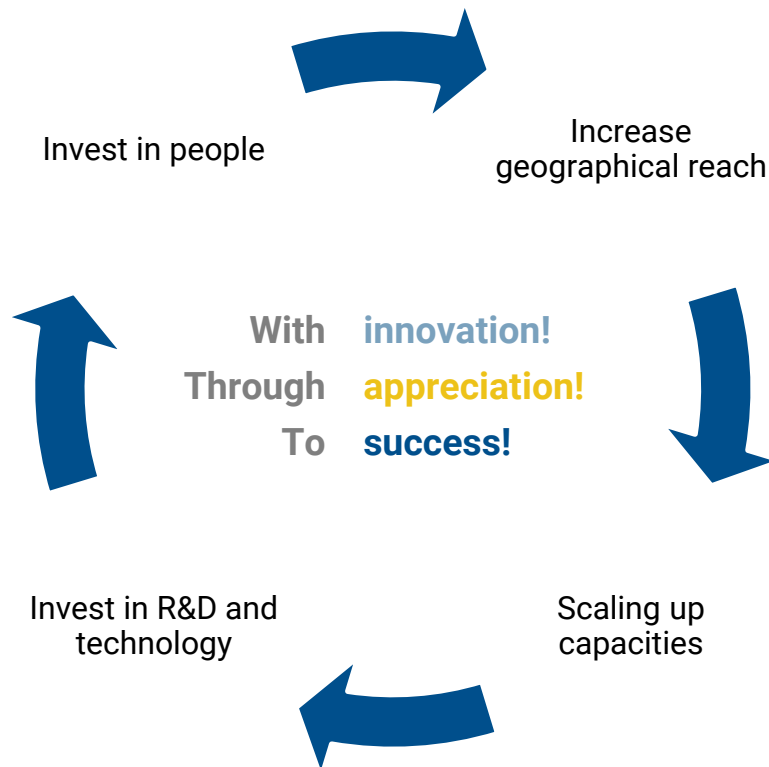 Invest in people
Increase
geographical reach
With innovation!
Through appreciation!
To success!
Invest in R&D and
technology
Scaling up
capacities